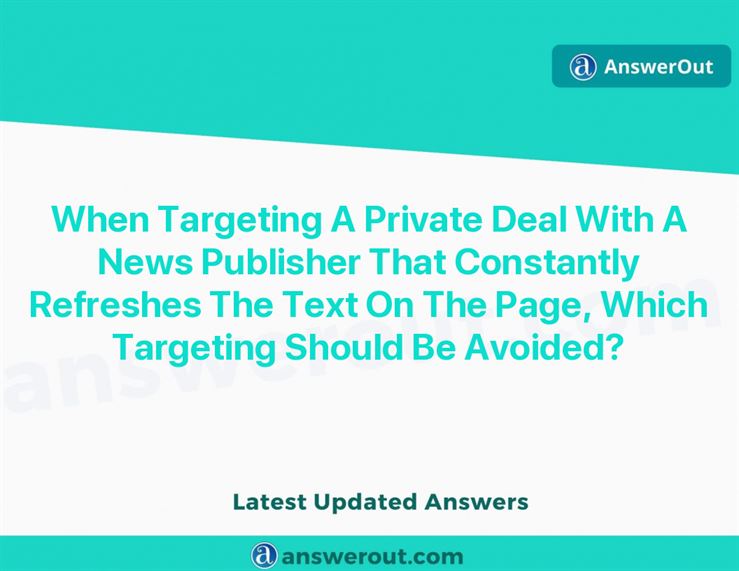 AnswerOut
When Targeting A Private Deal With A
News Publisher That Constantly
Refreshes The Text On The Page, Which
Targeting Should Be Avoided?
answerout.com
Latest Updated Answers
answerout.com